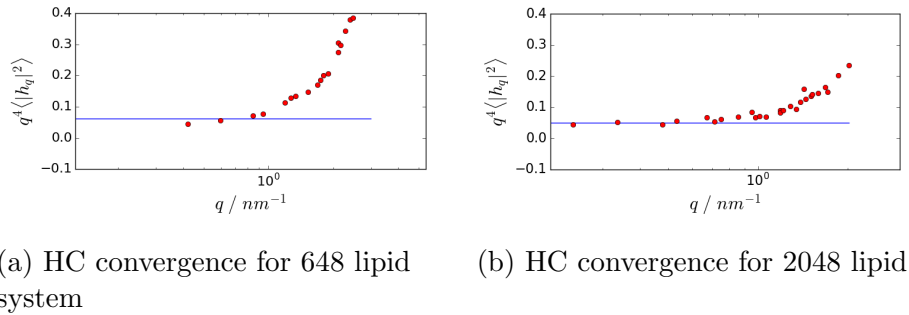 0.4
0.3
0.2
0.1
0.0
−0.1
q⁴⟨|h_q|²⟩
10⁰
q / nm⁻¹
0.4
0.3
0.2
0.1
0.0
−0.1
q⁴⟨|h_q|²⟩
10⁰
q / nm⁻¹
a) HC convergence for 648 lipid
system
(b) HC convergence for 2048 lipid